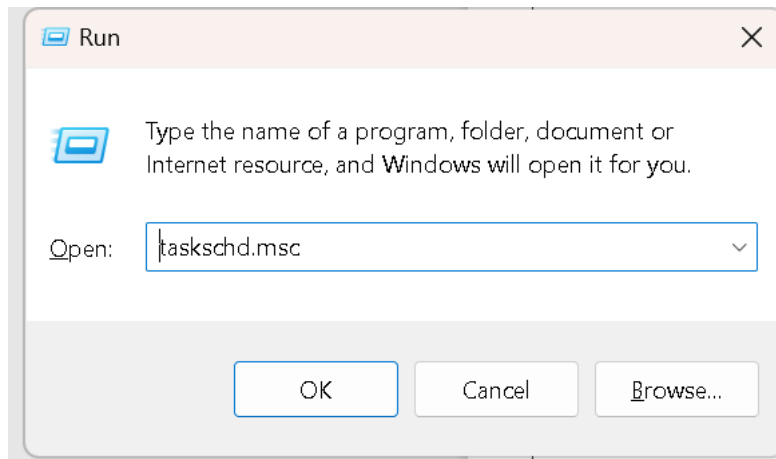 Run
Type the name of a program, folder, document or
Internet resource, and Windows will open it for you.
Open:
taskschd.msc
OK
Cancel
Browse...